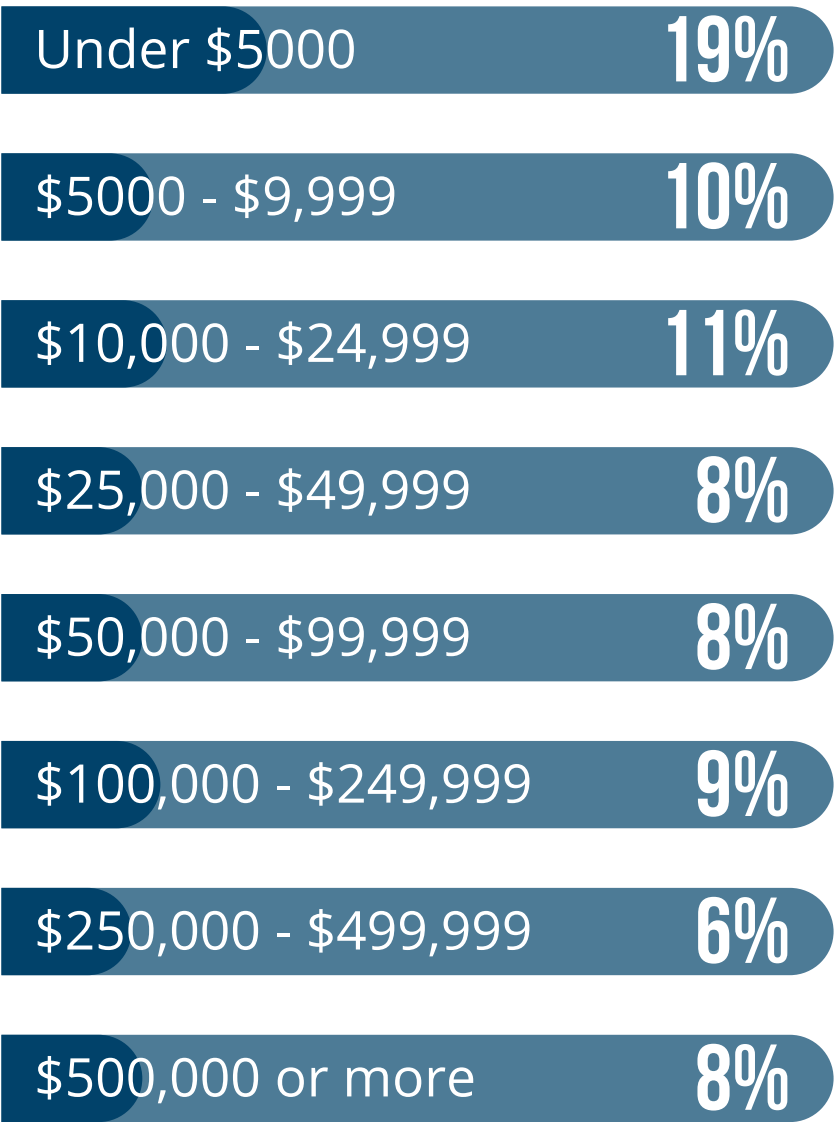 Under $5000 19%
$5000 - $9,999 10%
$10,000 - $24,999 11%
$25,000 - $49,999 8%
$50,000 - $99,999 8%
$100,000 - $249,999 9%
$250,000 - $499,999 6%
$500,000 or more 8%